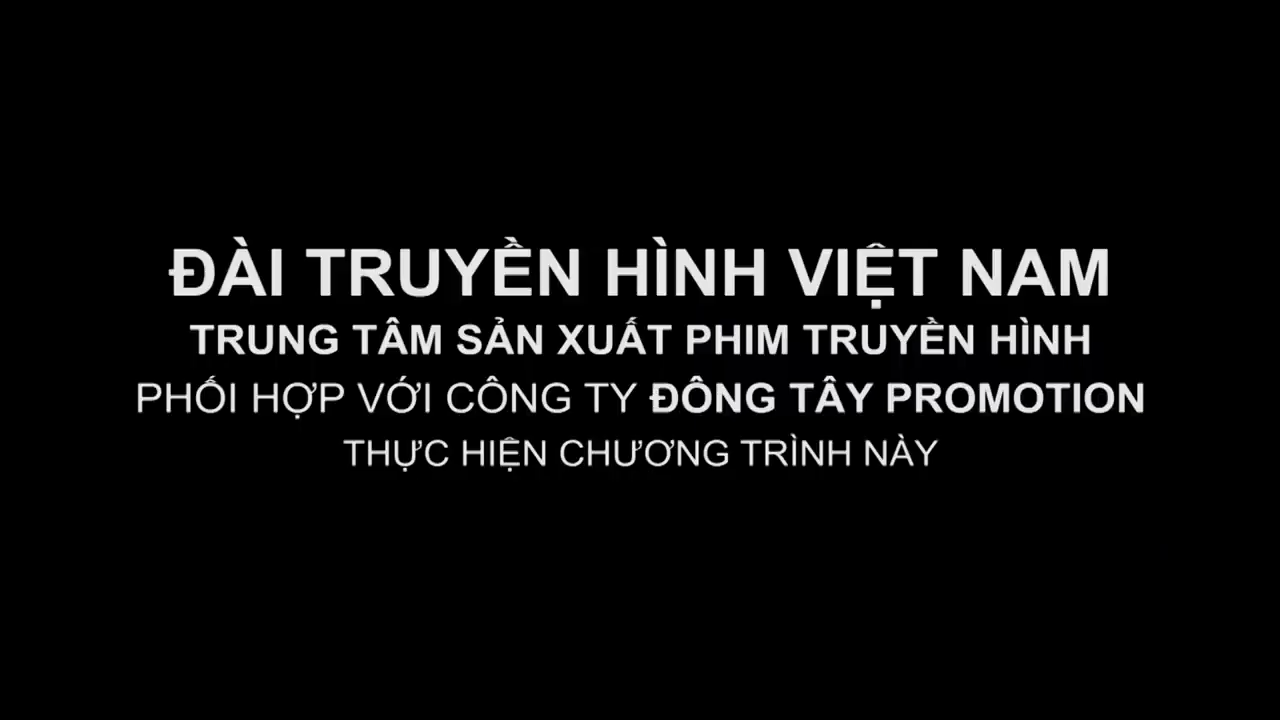 ĐÀI TRUYỀN HÌNH VIỆT NAM
TRUNG TÂM SẢN XUẤT PHIM TRUYỀN HÌNH
PHỐI HỢP VỚI CÔNG TY ĐÔNG TÂY PROMOTION
THỰC HIỆN CHƯƠNG TRÌNH NÀY